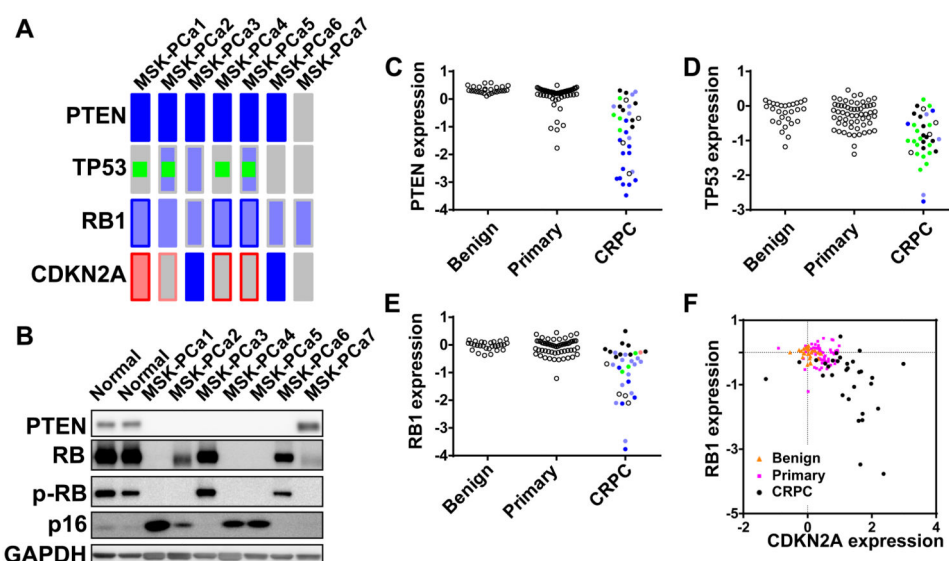 A
MSK-PCa1
MSK-PCa2
MSK-PCa3
MSK-PCa4
MSK-PCa5
MSK-PCa6
MSK-PCa7
PTEN
TP53
RB1
CDKN2A
B
Normal
Normal
MSK-PCa1
MSK-PCa2
MSK-PCa3
MSK-PCa4
MSK-PCa5
MSK-PCa6
MSK-PCa7
PTEN
RB
p-RB
p16
GAPDH
C
PTEN expression
1
0
-1
-2
-3
-4
Benign
Primary
CRPC
D
TP53 expression
1
0
-1
-2
-3
Benign
Primary
CRPC
E
RB1 expression
1
0
-1
-2
-3
-4
Benign
Primary
CRPC
F
RB1 expression
1
-1
-3
-5
Benign
Primary
CRPC
-2
0
2
4
CDKN2A expression